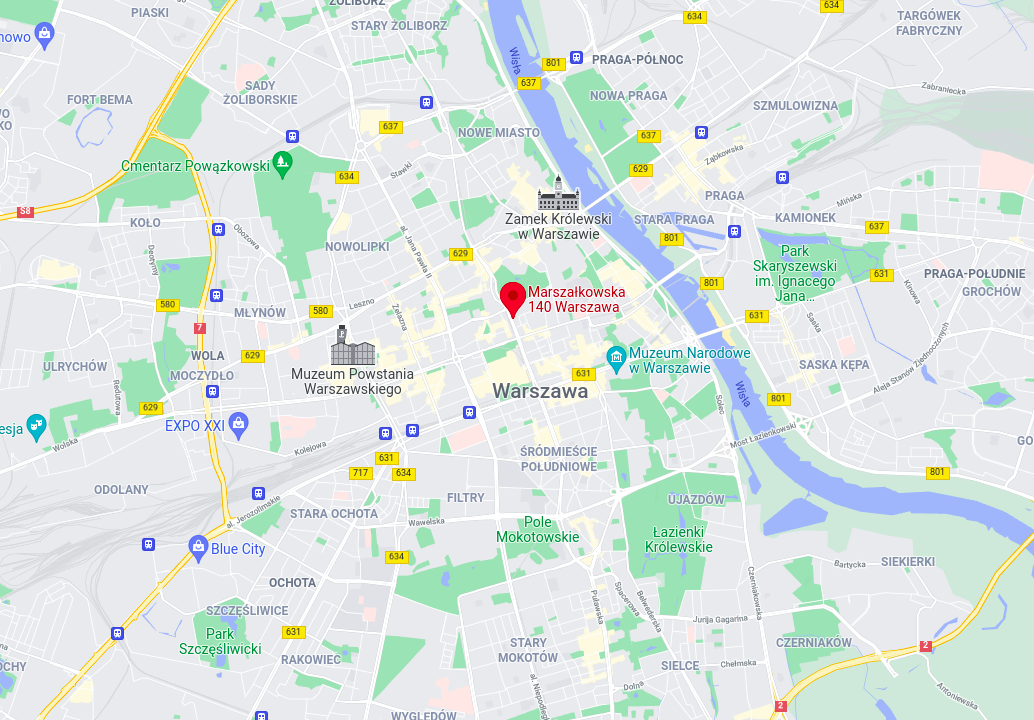 ŻOLIBORZ
634
PIASKI
634
STARY ŻOLIBORZ
TARGÓWEK
FABRYCZNY
nowo
Wisła
801
PRAGA-PÓŁNOC
637
SADY
ŻOLIBORSKIE
FORT BEMA
NOWA PRAGA
Zabraniecka
SZMULOWIZNA
WO
KO
637
NOWE MIASTO
637
Ząbkowska
Cmentarz Powązkowski
Stawki
634
629
PRAGA
Mińska
S8
KOŁO
Zamek Królewski
w Warszawie
STARA PRAGA
KAMIONEK
637
Obozowa
NOWOLIPKI
al. Jana Pawła II
629
801
Deotymy
Park
Skaryszewski
im. Ignacego
Jana...
631
PRAGA-POŁUDNIE
GROCHÓW
Kinowa
801
580
580
Leszno
MŁYNÓW
Żelazna
Marszałkowska
140 Warszawa
631
Saska
7
WOLA
629
MOCZYDŁO
ULRYCHÓW
Redutowa
Muzeum Powstania
Warszawskiego
Muzeum Narodowe
w Warszawie
631
SASKA KĘPA
Aleja Stanów Zjednoczonych
Warszawa
Wisła
Solec
801
629
esja
Wolska
EXPO XXI
Kolejowa
Most Łazienkowski
GO
ŚRÓDMIEŚCIE
POŁUDNIOWE
631
717
634
801
ODOLANY
FILTRY
UJAZDÓW
al. Jerozolimskie
STARA OCHOTA
Wawelska
Pole
Mokotowskie
Łazienki
Królewskie
Blue City
634
Bartycka
SIEKIERKI
OCHOTA
Puławska
Spacerowa
Belwederska
Czerniakowska
SZCZĘŚLIWICE
Jurija Gagarina
631
Park
Szczęśliwicki
STARY
MOKOTÓW
CZERNIAKÓW
2
RAKOWIEC
SIELCE
Chełmska
OCHY
Dolna
al. Niepodległ
Antoniewska
2
WYGLĘDÓW